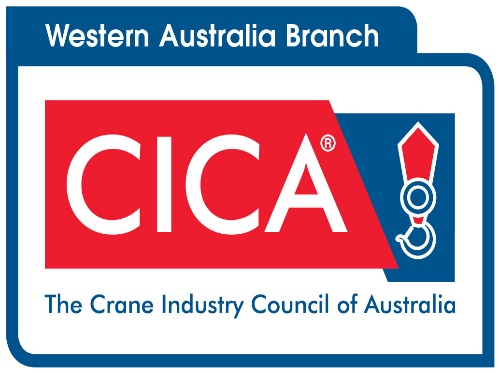 Western Australia Branch
CICA®
The Crane Industry Council of Australia